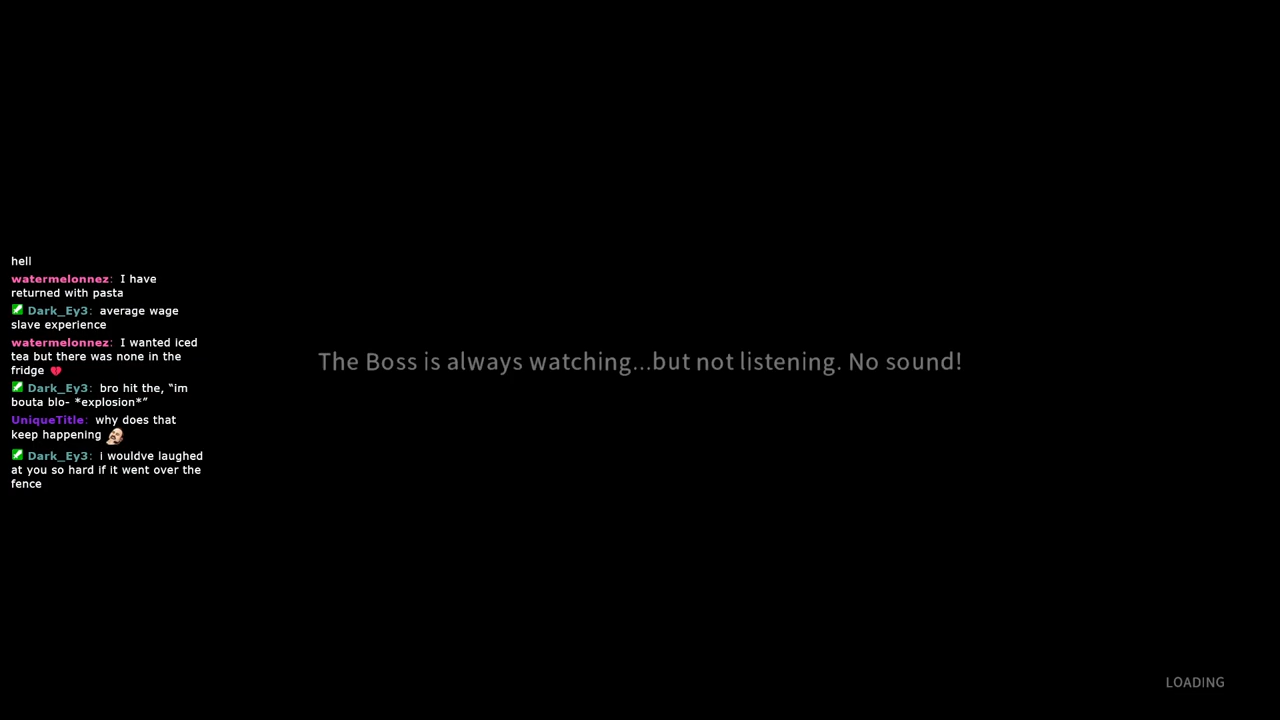 hell
watermelonnez: I have
returned with pasta
Dark_Ey3: average wage
slave experience
watermelonnez: I wanted iced
tea but there was none in the
fridge 💔
Dark_Ey3: bro hit the, “im
bouta blo- *explosion*”
UniqueTitle: why does that
keep happening
Dark_Ey3: i wouldve laughed
at you so hard if it went over the
fence
The Boss is always watching...but not listening. No sound!
LOADING